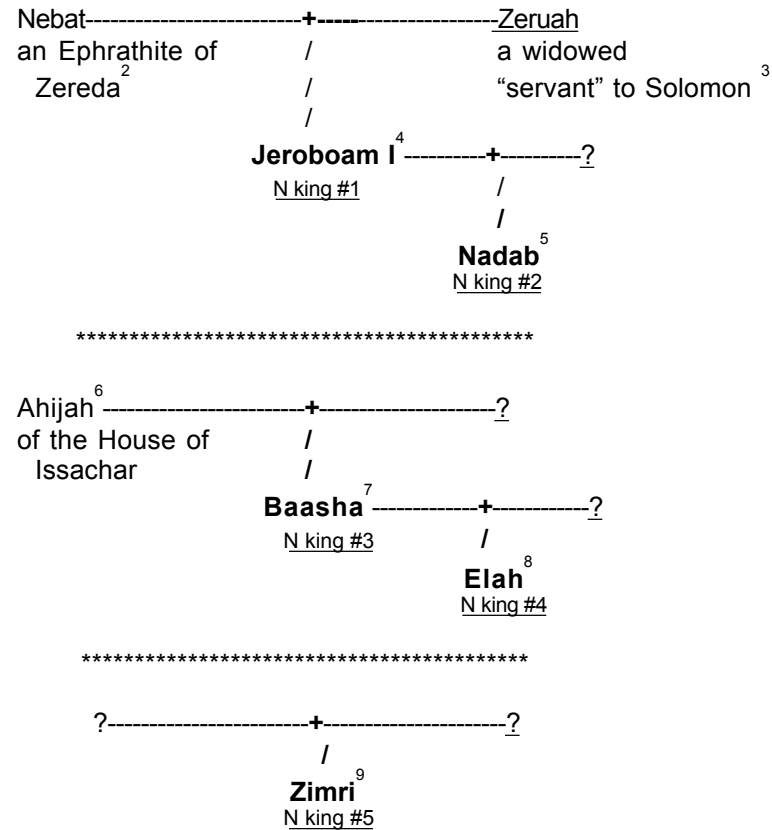 Nebat---------------------------+-----------------------Zeruah
an Ephrathite of / a widowed
Zereda2 / “servant” to Solomon 3
/
Jeroboam I4----------+----------?
N king #1 /
/
Nadab5
N king #2
*******************************************
Ahijah6-------------------------+----------------------?
of the House of /
Issachar /
Baasha7-------------+------------?
N king #3 /
Elah8
N king #4
******************************************
?-------------------------+-----------------------?
/
Zimri9
N king #5